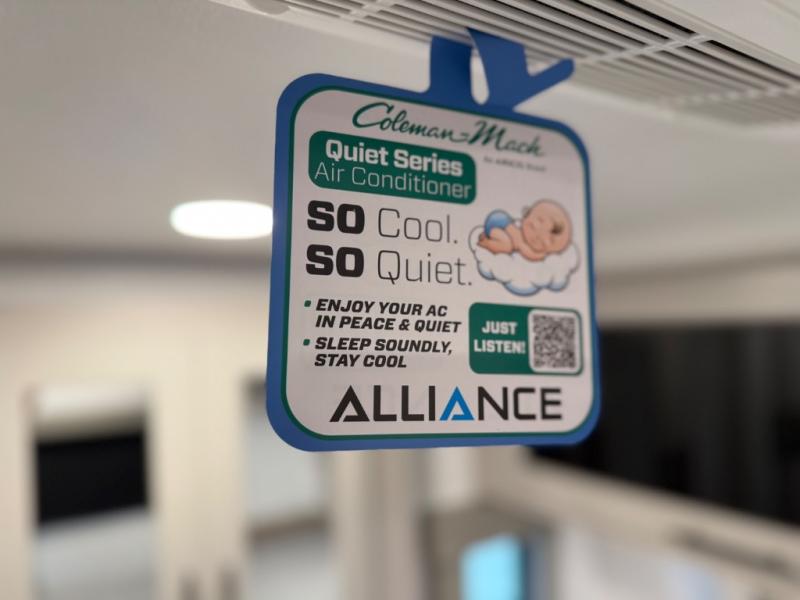 Coleman-Mach
Quiet Series
Air Conditioner
SO Cool.
SO Quiet.
• ENJOY YOUR AC
IN PEACE & QUIET
• SLEEP SOUNDLY,
STAY COOL
JUST
LISTEN!
ALLIANCE